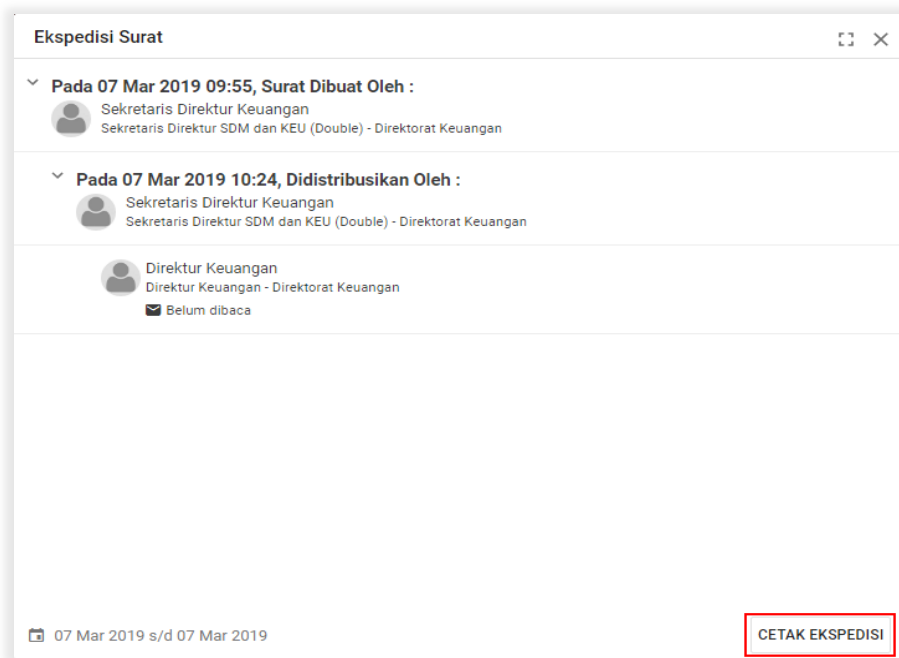 Ekspedisi Surat
Pada 07 Mar 2019 09:55, Surat Dibuat Oleh :
Sekretaris Direktur Keuangan
Sekretaris Direktur SDM dan KEU (Double) - Direktorat Keuangan
Pada 07 Mar 2019 10:24, Didistribusikan Oleh :
Sekretaris Direktur Keuangan
Sekretaris Direktur SDM dan KEU (Double) - Direktorat Keuangan
Direktur Keuangan
Direktur Keuangan - Direktorat Keuangan
Belum dibaca
07 Mar 2019 s/d 07 Mar 2019
CETAK EKSPEDISI